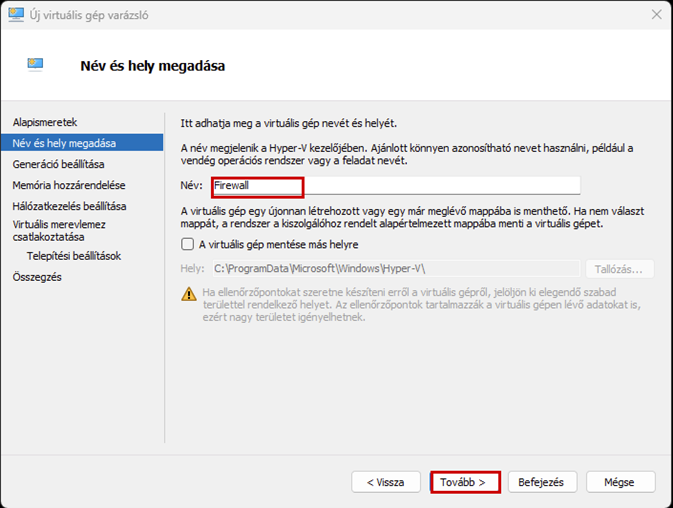 Új virtuális gép varázsló
Név és hely megadása
Alapismeretek
Név és hely megadása
Generáció beállítása
Memória hozzárendelése
Hálózatkezelés beállítása
Virtuális merevlemez
csatlakoztatása
Telepítési beállítások
Összegzés
Itt adhatja meg a virtuális gép nevét és helyét.
A név megjelenik a Hyper-V kezelőjében. Ajánlott könnyen azonosítható nevet használni, például a
vendég operációs rendszer vagy a feladat nevét.
Név: Firewall
A virtuális gép egy újonnan létrehozott vagy egy már meglévő mappába is menthető. Ha nem választ
mappát, a rendszer a kiszolgálóhoz rendelt alapértelmezett mappába menti a virtuális gépet.
A virtuális gép mentése más helyre
Hely: C:\ProgramData\Microsoft\Windows\Hyper-V\ Tallózás...
Ha ellenőrzőpontokat szeretne készíteni erről a virtuális gépről, jelöljön ki elegendő szabad
területtel rendelkező helyet. Az ellenőrzőpontok tartalmazzák a virtuális gépen lévő adatokat is,
ezért nagy területet igényelhetnek.
< Vissza Tovább > Befejezés Mégse